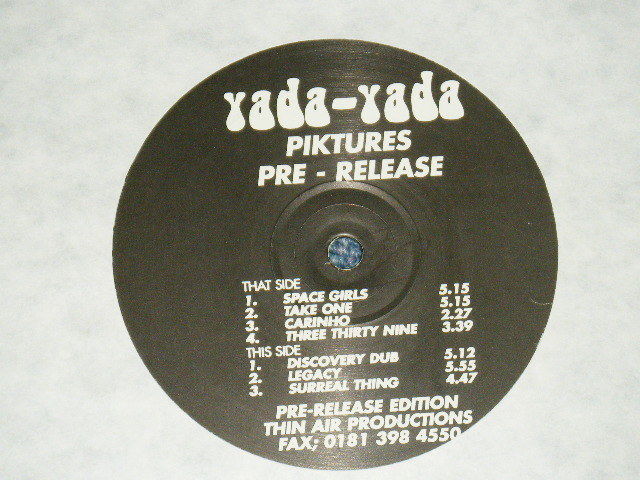 yada-yada
PIKTURES
PRE - RELEASE
THAT SIDE
1. SPACE GIRLS 5.15
2. TAKE ONE 5.15
3. CARINHO 2.27
4. THREE THIRTY NINE 3.39
THIS SIDE
1. DISCOVERY DUB 5.12
2. LEGACY 5.55
3. SURREAL THING 4.47
PRE-RELEASE EDITION
THIN AIR PRODUCTIONS
FAX; 0181 398 4550